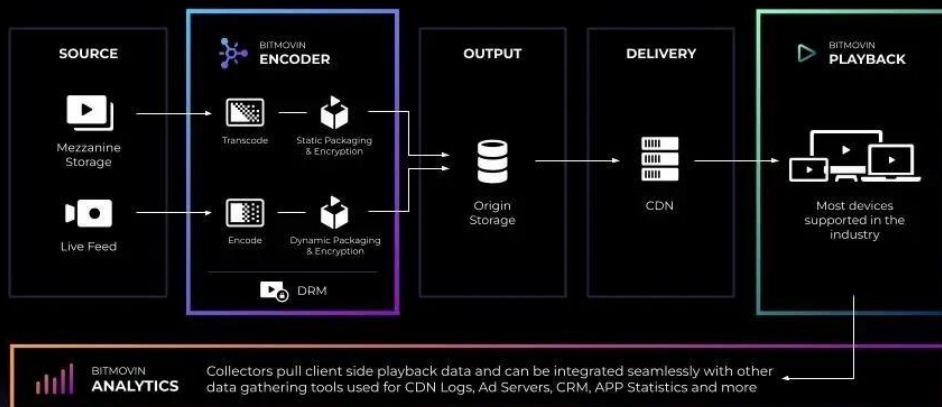 SOURCE
Mezzanine
Storage
Live Feed
BITMOVIN
ENCODER
Transcode
Static Packaging
& Encryption
Encode
Dynamic Packaging
& Encryption
DRM
OUTPUT
Origin
Storage
DELIVERY
CDN
BITMOVIN
PLAYBACK
Most devices
supported in the
industry
BITMOVIN
ANALYTICS
Collectors pull client side playback data and can be integrated seamlessly with other
data gathering tools used for CDN Logs, Ad Servers, CRM, APP Statistics and more